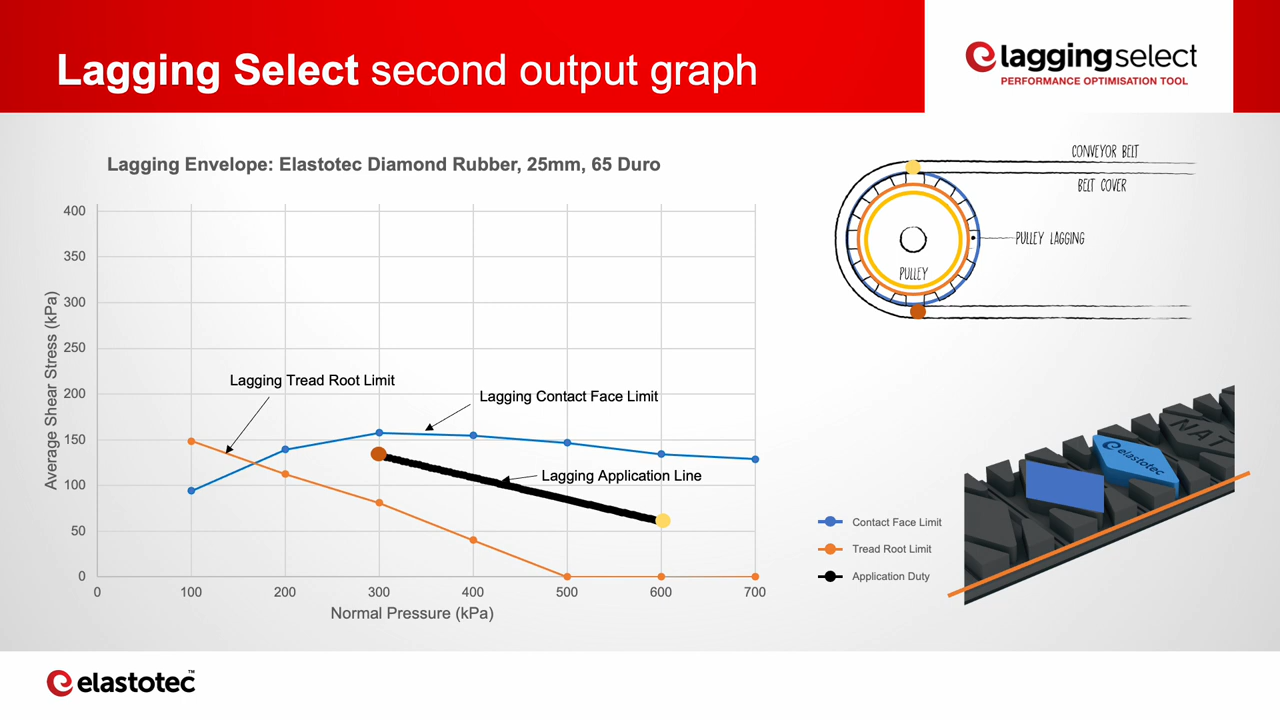 Lagging Select second output graph
laggingselect
PERFORMANCE OPTIMISATION TOOL
Lagging Envelope: Elastotec Diamond Rubber, 25mm, 65 Duro
400
350
300
250
200
150
100
50
0
Average Shear Stress (kPa)
Lagging Tread Root Limit
Lagging Contact Face Limit
Lagging Application Line
0
100
200
300
400
500
600
700
Normal Pressure (kPa)
CONVEYOR BELT
BELT COVER
PULLEY LAGGING
PULLEY
NAT
elastotec
Contact Face Limit
Tread Root Limit
Application Duty
elastotec™